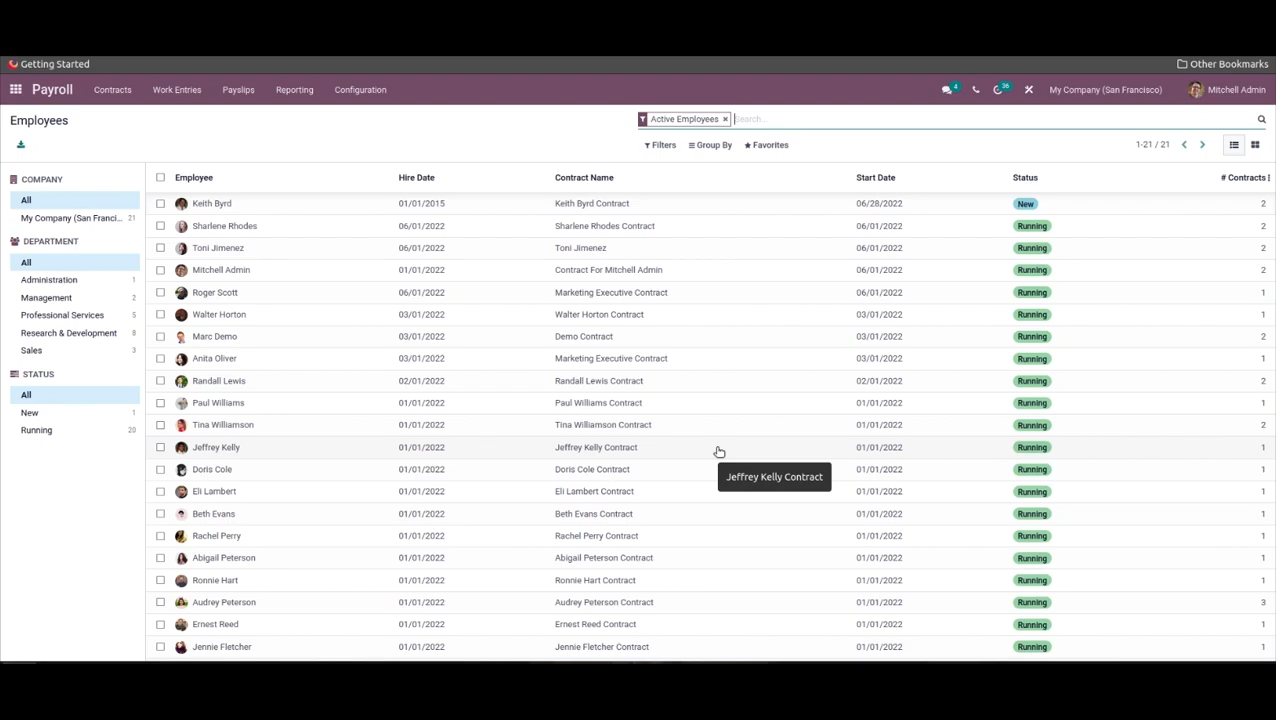 Getting Started Other Bookmarks
Payroll Contracts Work Entries Payslips Reporting Configuration 4 36 My Company (San Francisco) Mitchell Admin
Employees Active Employees × Search...
Filters Group By Favorites 1-21 / 21
COMPANY
All
My Company (San Franci... 21
DEPARTMENT
All
Administration 1
Management 2
Professional Services 5
Research & Development 8
Sales 3
STATUS
All
New 1
Running 20
Employee Hire Date Contract Name Start Date Status # Contracts
Keith Byrd 01/01/2015 Keith Byrd Contract 06/28/2022 New 2
Sharlene Rhodes 06/01/2022 Sharlene Rhodes Contract 06/01/2022 Running 2
Toni Jimenez 06/01/2022 Toni Jimenez 06/01/2022 Running 2
Mitchell Admin 01/01/2022 Contract For Mitchell Admin 06/01/2022 Running 2
Roger Scott 06/01/2022 Marketing Executive Contract 06/01/2022 Running 1
Walter Horton 03/01/2022 Walter Horton Contract 03/01/2022 Running 1
Marc Demo 03/01/2022 Demo Contract 03/01/2022 Running 2
Anita Oliver 03/01/2022 Marketing Executive Contract 03/01/2022 Running 1
Randall Lewis 02/01/2022 Randall Lewis Contract 02/01/2022 Running 2
Paul Williams 01/01/2022 Paul Williams Contract 01/01/2022 Running 1
Tina Williamson 01/01/2022 Tina Williamson Contract 01/01/2022 Running 2
Jeffrey Kelly 01/01/2022 Jeffrey Kelly Contract 01/01/2022 Running 1
Doris Cole 01/01/2022 Doris Cole Contract 01/01/2022 Running 1
Jeffrey Kelly Contract
Eli Lambert 01/01/2022 Eli Lambert Contract 01/01/2022 Running 1
Beth Evans 01/01/2022 Beth Evans Contract 01/01/2022 Running 1
Rachel Perry 01/01/2022 Rachel Perry Contract 01/01/2022 Running 1
Abigail Peterson 01/01/2022 Abigail Peterson Contract 01/01/2022 Running 1
Ronnie Hart 01/01/2022 Ronnie Hart Contract 01/01/2022 Running 1
Audrey Peterson 01/01/2022 Audrey Peterson Contract 01/01/2022 Running 3
Ernest Reed 01/01/2022 Ernest Reed Contract 01/01/2022 Running 1
Jennie Fletcher 01/01/2022 Jennie Fletcher Contract 01/01/2022 Running 1